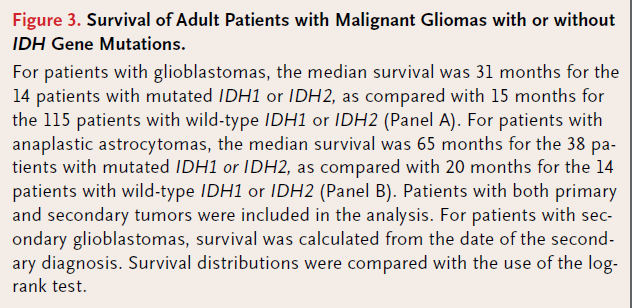 Figure 3. Survival of Adult Patients with Malignant Gliomas with or without
IDH Gene Mutations.
For patients with glioblastomas, the median survival was 31 months for the
14 patients with mutated IDH1 or IDH2, as compared with 15 months for
the 115 patients with wild-type IDH1 or IDH2 (Panel A). For patients with
anaplastic astrocytomas, the median survival was 65 months for the 38 pa-
tients with mutated IDH1 or IDH2, as compared with 20 months for the 14
patients with wild-type IDH1 or IDH2 (Panel B). Patients with both primary
and secondary tumors were included in the analysis. For patients with sec-
ondary glioblastomas, survival was calculated from the date of the second-
ary diagnosis. Survival distributions were compared with the use of the log-
rank test.